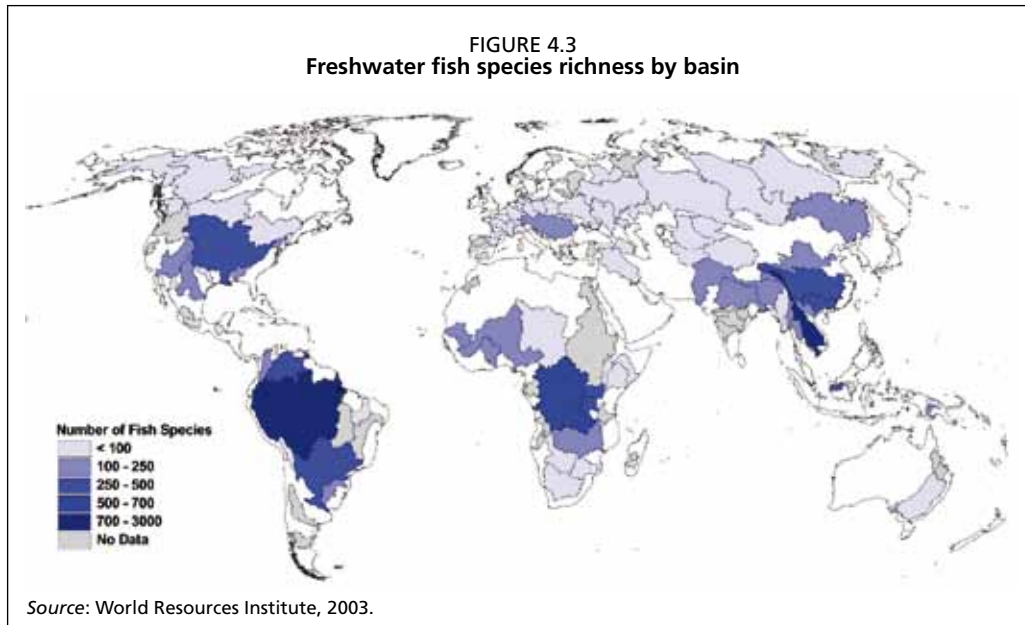 FIGURE 4.3
Freshwater fish species richness by basin
Number of Fish Species
< 100
100 - 250
250 - 500
500 - 700
700 - 3000
No Data
Source: World Resources Institute, 2003.